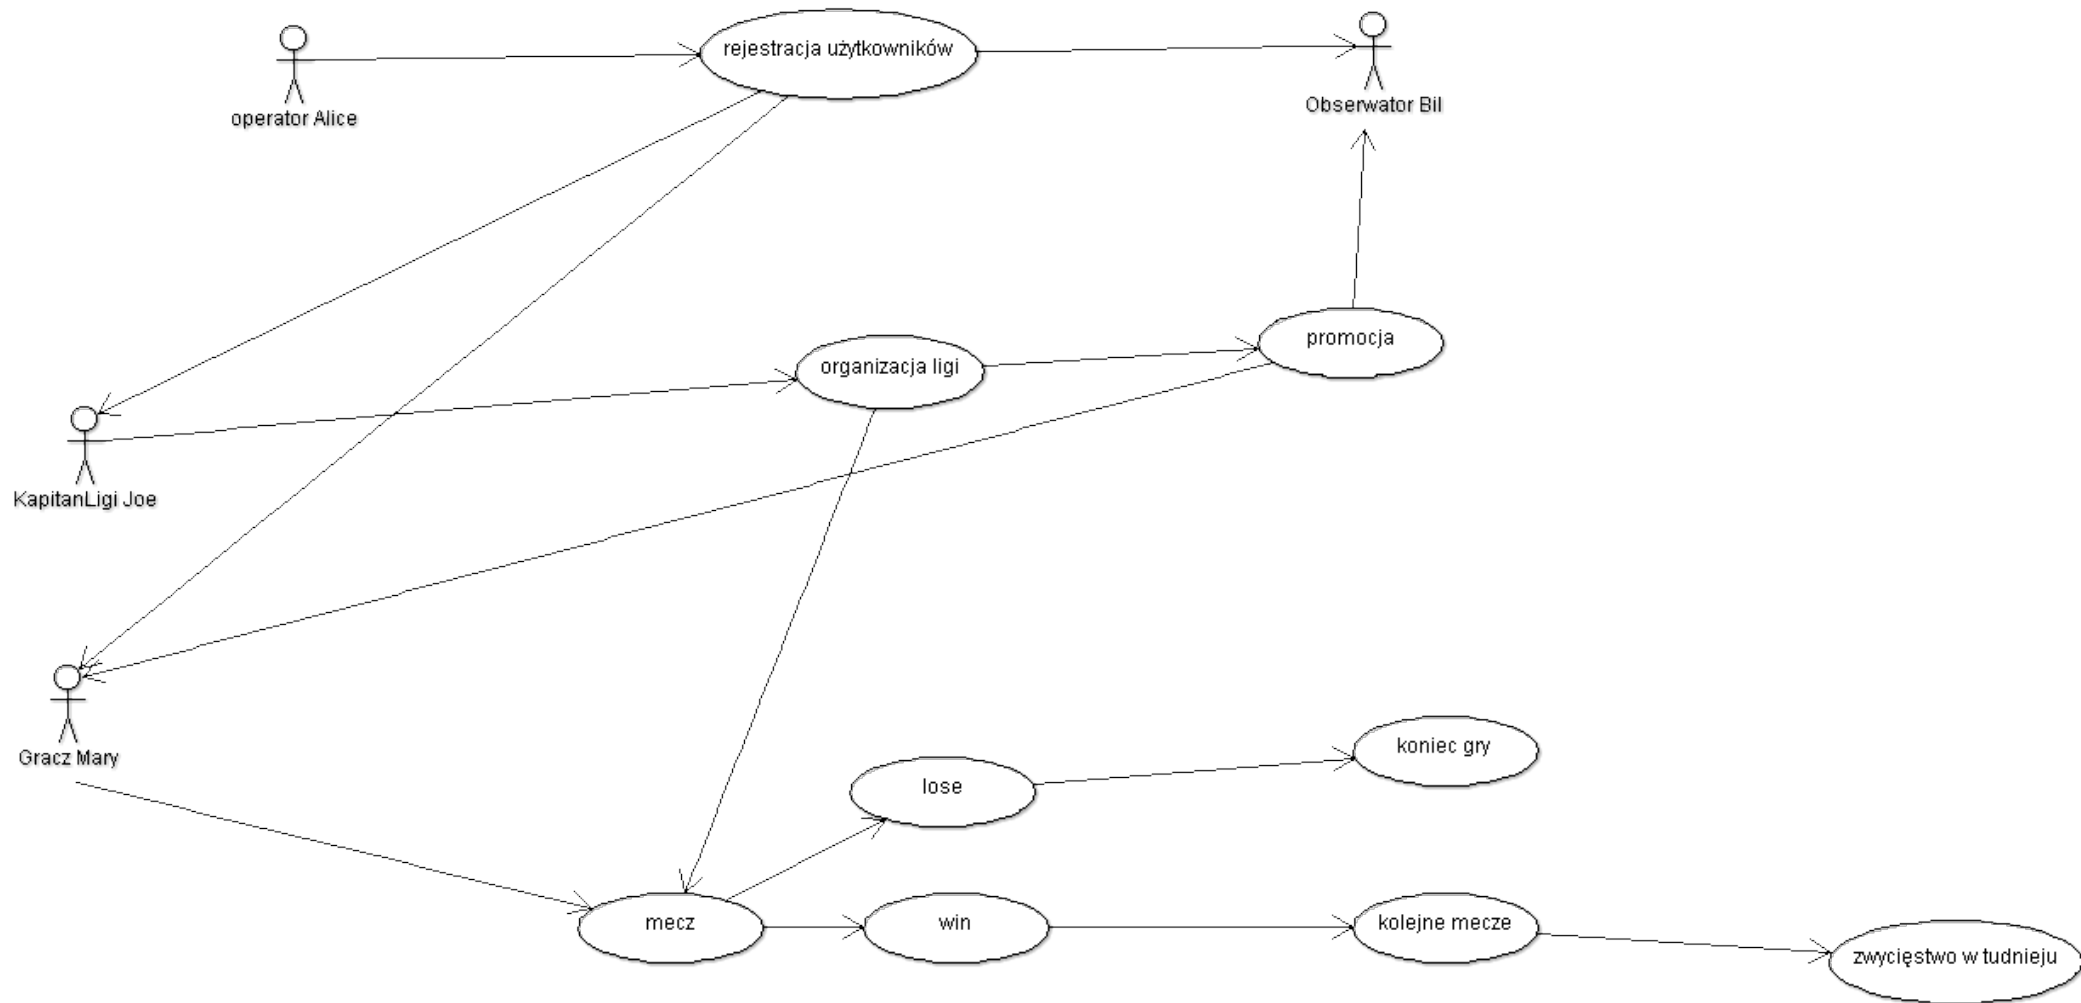 rejestracja użytkowników
operator Alice
Obserwator Bil
promocja
organizacja ligi
KapitanLigi Joe
Gracz Mary
koniec gry
lose
mecz
win
kolejne mecze
zwycięstwo w tudnieju